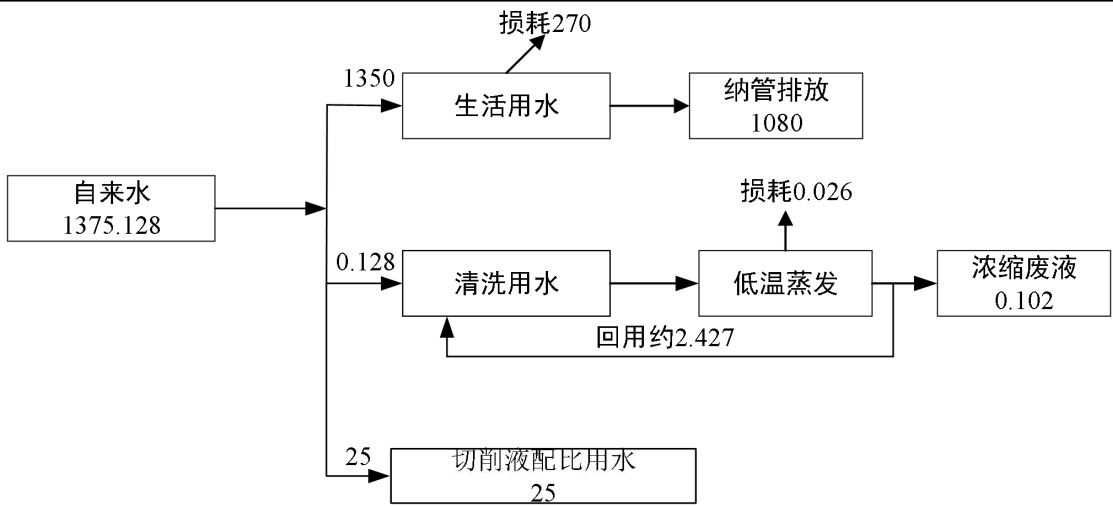 损耗270
1350
生活用水
纳管排放
1080
自来水
1375.128
损耗0.026
0.128
清洗用水
低温蒸发
浓缩废液
0.102
回用约2.427
25
切削液配比用水
25